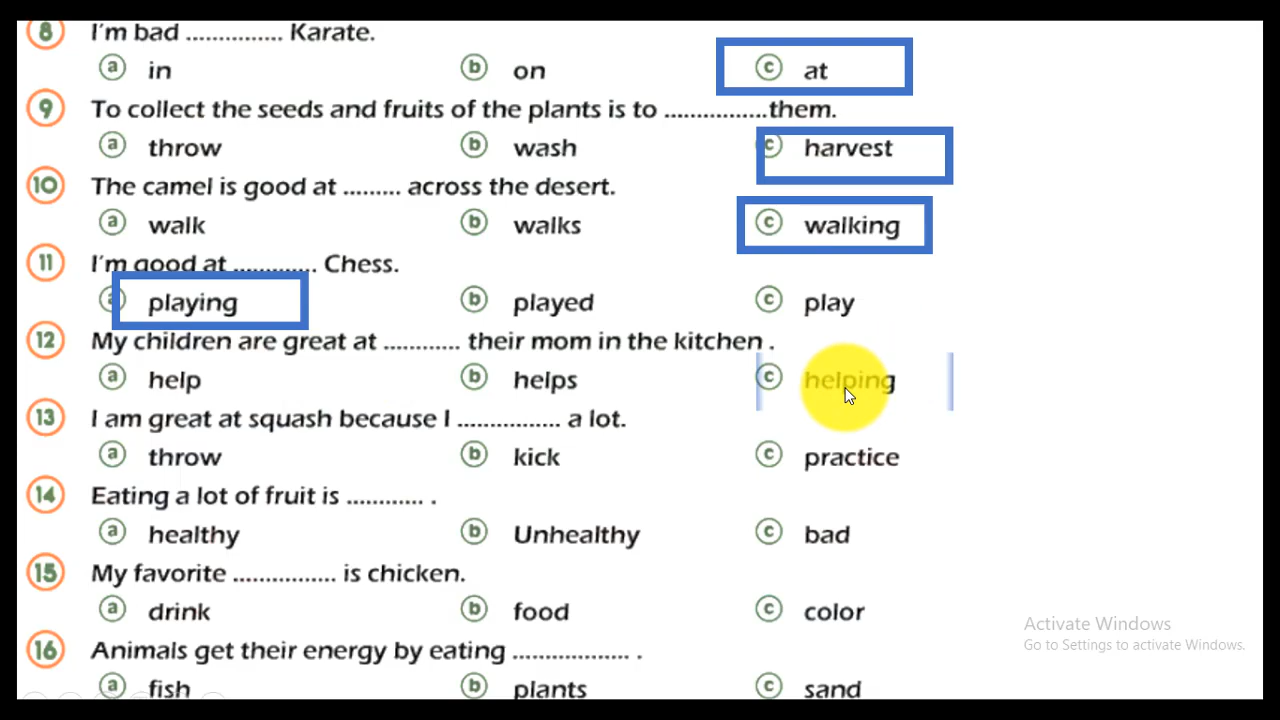 8 I'm bad ............... Karate.
a in b on c at
9 To collect the seeds and fruits of the plants is to ................them.
a throw b wash c harvest
10 The camel is good at ......... across the desert.
a walk b walks c walking
11 I'm good at ............. Chess.
a playing b played c play
12 My children are great at ............ their mom in the kitchen .
a help b helps c helping
13 I am great at squash because I ................ a lot.
a throw b kick c practice
14 Eating a lot of fruit is ............ .
a healthy b Unhealthy c bad
15 My favorite ................ is chicken.
a drink b food c color
16 Animals get their energy by eating .................. .
a fish b plants c sand
Activate Windows
Go to Settings to activate Windows.